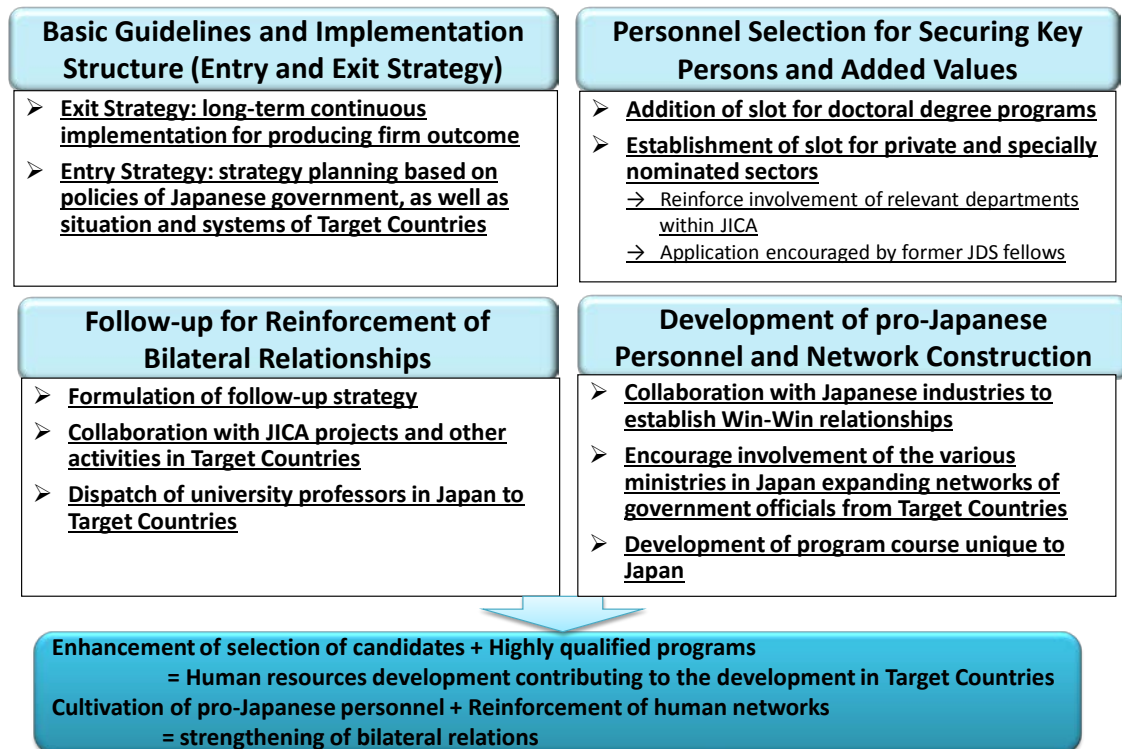 Basic Guidelines and Implementation
Structure (Entry and Exit Strategy)
➢ Exit Strategy: long-term continuous
implementation for producing firm outcome
➢ Entry Strategy: strategy planning based on
policies of Japanese government, as well as
situation and systems of Target Countries
Personnel Selection for Securing Key
Persons and Added Values
➢ Addition of slot for doctoral degree programs
➢ Establishment of slot for private and specially
nominated sectors
→ Reinforce involvement of relevant departments
within JICA
→ Application encouraged by former JDS fellows
Follow-up for Reinforcement of
Bilateral Relationships
➢ Formulation of follow-up strategy
➢ Collaboration with JICA projects and other
activities in Target Countries
➢ Dispatch of university professors in Japan to
Target Countries
Development of pro-Japanese
Personnel and Network Construction
➢ Collaboration with Japanese industries to
establish Win-Win relationships
➢ Encourage involvement of the various
ministries in Japan expanding networks of
government officials from Target Countries
➢ Development of program course unique to
Japan
Enhancement of selection of candidates + Highly qualified programs
= Human resources development contributing to the development in Target Countries
Cultivation of pro-Japanese personnel + Reinforcement of human networks
= strengthening of bilateral relations